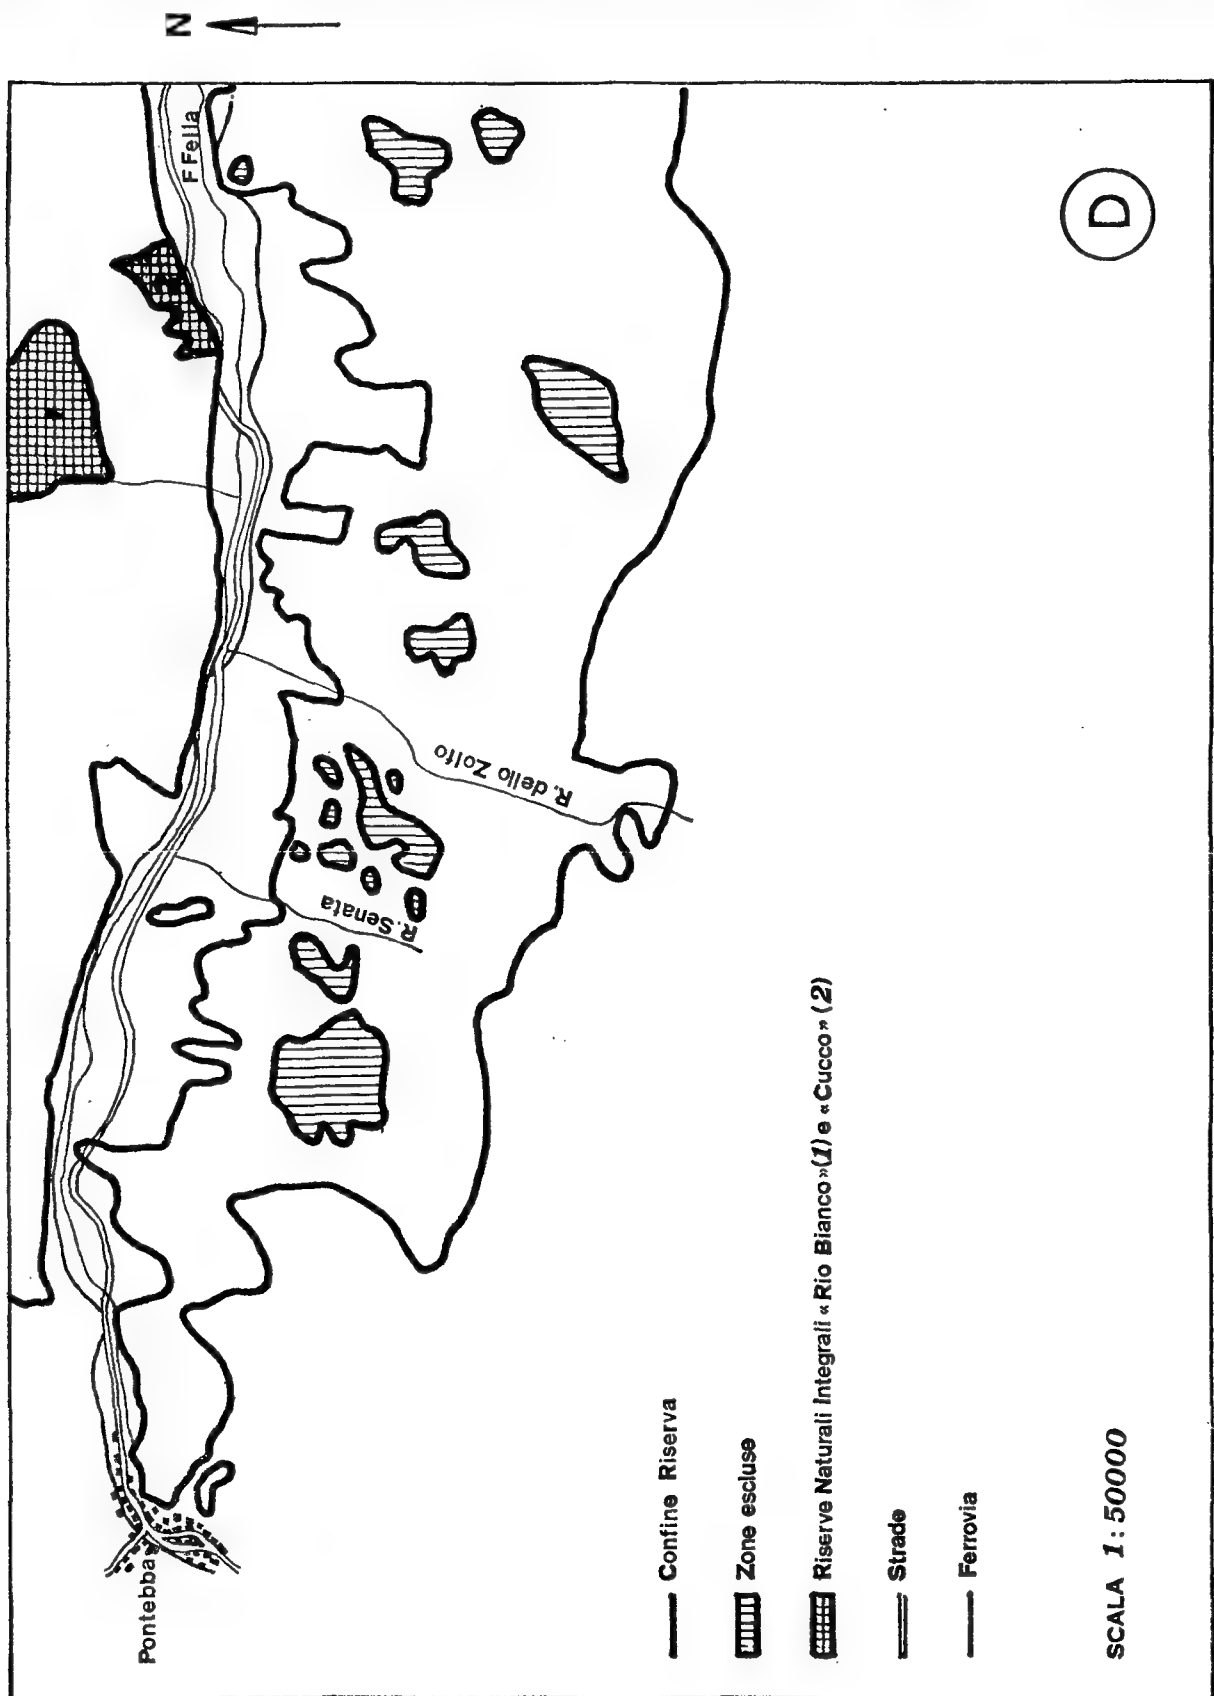 N
F Fella
D
R. dello Zolfo
R. Senata
Pontebba
Confine Riserva
Zone escluse
Riserve Naturali Integrali « Rio Bianco »(1) e « Cucco » (2)
Strade
Ferrovia
SCALA 1:50000